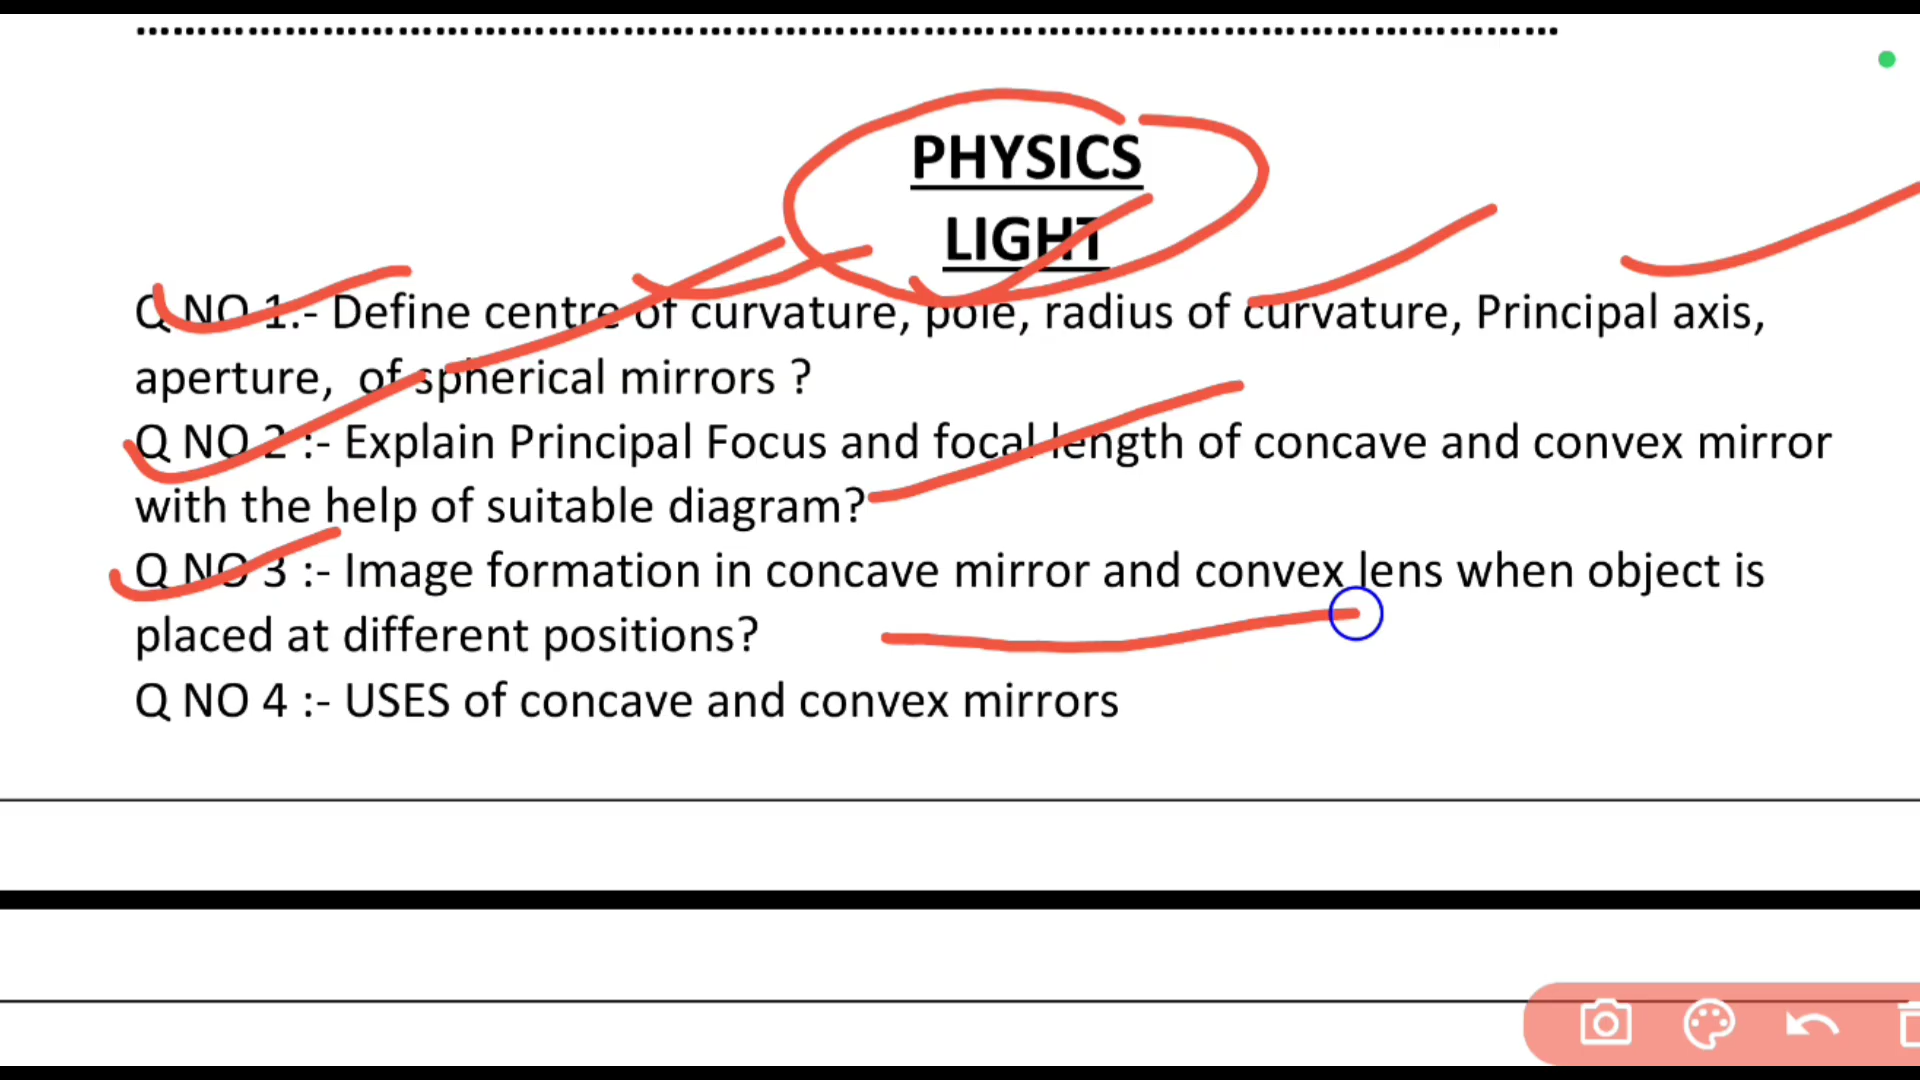 PHYSICS
LIGHT
Q NO 1.- Define centre of curvature, pole, radius of curvature, Principal axis,
aperture, of spherical mirrors ?
Q NO 2 :- Explain Principal Focus and focal length of concave and convex mirror
with the help of suitable diagram?
Q NO 3 :- Image formation in concave mirror and convex lens when object is
placed at different positions?
Q NO 4 :- USES of concave and convex mirrors